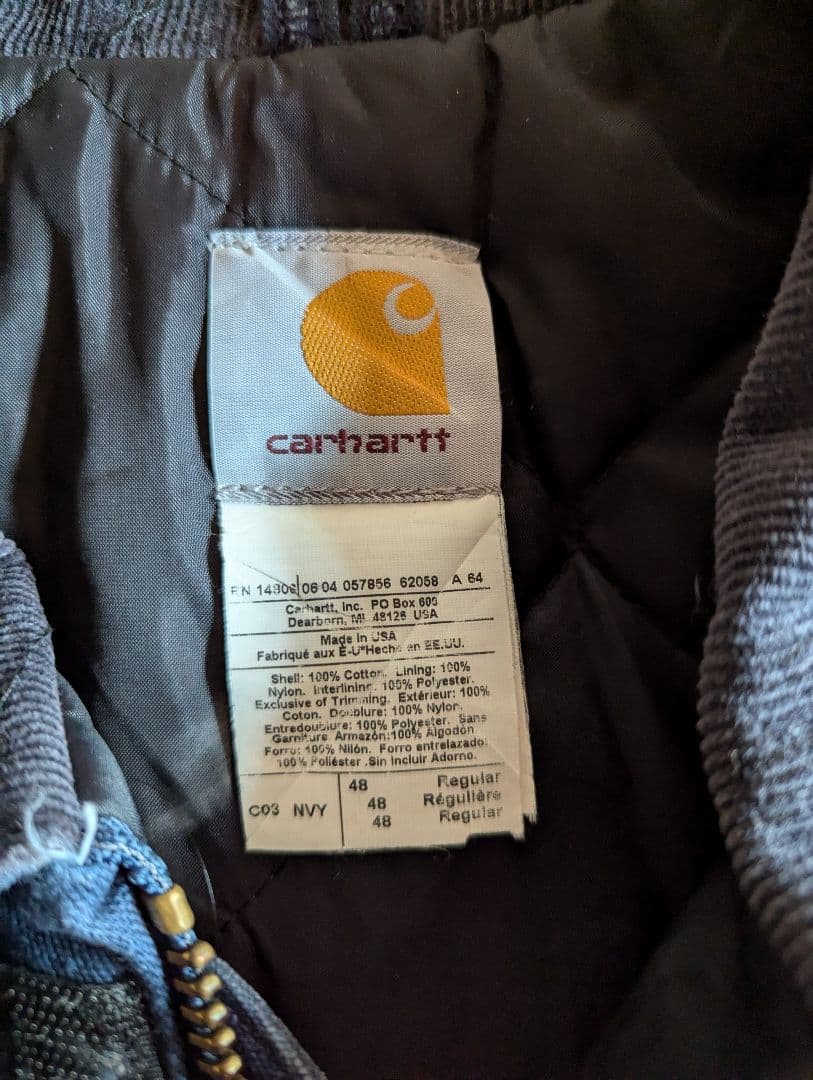 carhartt
RN 14806 06 04 057856 62058 A 64
Carhartt, Inc. PO Box 600
Dearborn, MI 48126 USA
Made in USA
Fabriqué aux É-U*Hecho en EE.UU.
Shell: 100% Cotton. Lining: 100%
Nylon. Interlining: 100% Polyester.
Exclusive of Trimming. Extérieur: 100%
Coton. Doublure: 100% Nylon.
Entredoublure: 100% Polyester. Sans
Garniture. Armazón:100% Algodón
Forro: 100% Nilón. Forro entrelazado:
100% Poliéster .Sin Incluir Adorno.
48 Regular
C03 NVY 48 Régulière
48 Regular